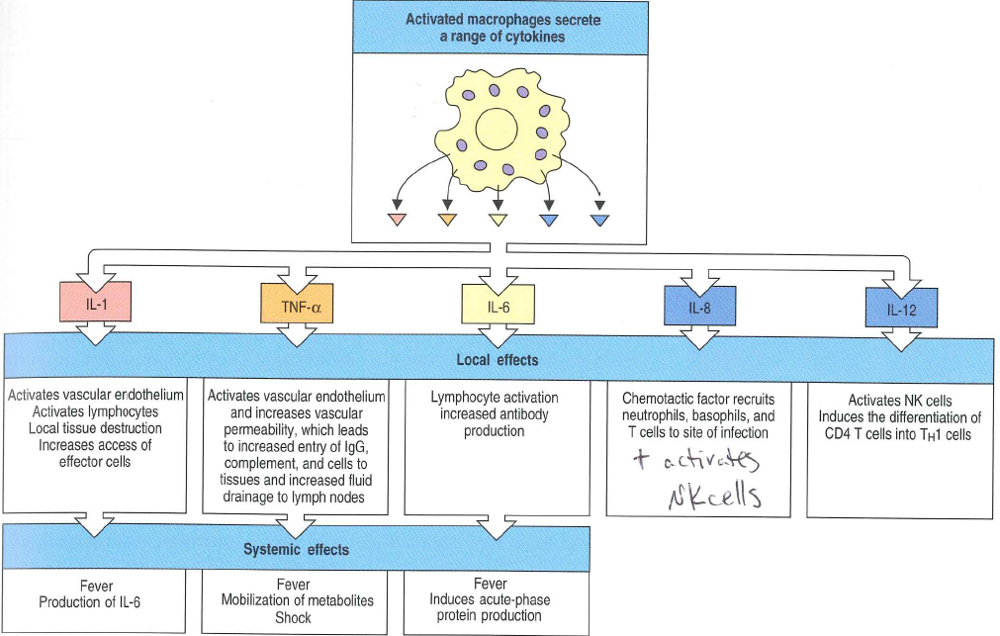 Activated macrophages secrete
a range of cytokines
IL-1
TNF-α
IL-6
IL-8
IL-12
Local effects
Activates vascular endothelium
Activates lymphocytes
Local tissue destruction
Increases access of
effector cells
Activates vascular endothelium
and increases vascular
permeability, which leads
to increased entry of IgG,
complement, and cells to
tissues and increased fluid
drainage to lymph nodes
Lymphocyte activation
increased antibody
production
Chemotactic factor recruits
neutrophils, basophils, and
T cells to site of infection
+ activates
NK cells
Activates NK cells
Induces the differentiation of
CD4 T cells into TH1 cells
Systemic effects
Fever
Production of IL-6
Fever
Mobilization of metabolites
Shock
Fever
Induces acute-phase
protein production